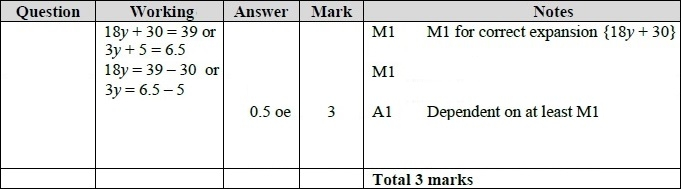 Question Working Answer Mark Notes
18y + 30 = 39 or M1 M1 for correct expansion {18y + 30}
3y + 5 = 6.5
18y = 39 – 30 or M1
3y = 6.5 – 5
0.5 oe 3 A1 Dependent on at least M1
Total 3 marks